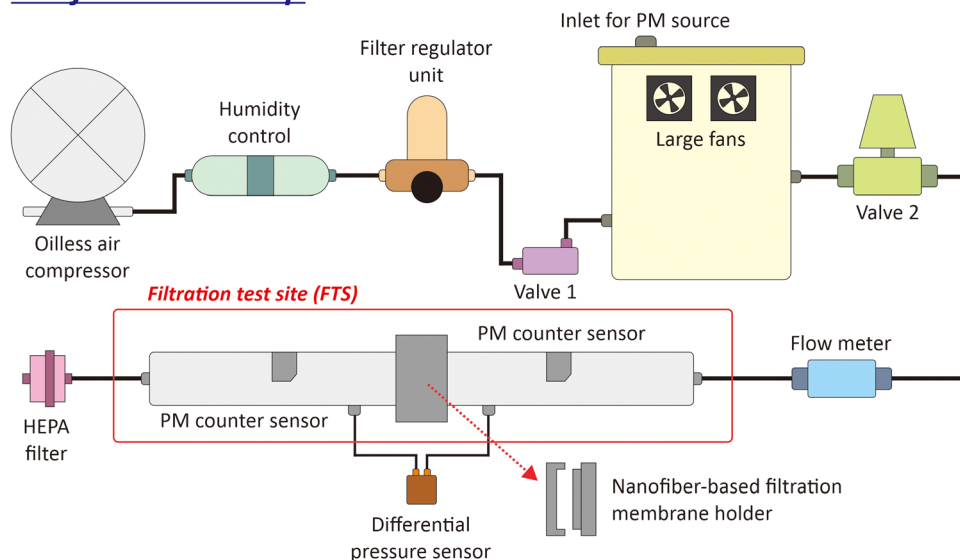 Inlet for PM source
Filter regulator
unit
Humidity
control
Large fans
Valve 2
Oilless air
compressor
Valve 1
Filtration test site (FTS)
PM counter sensor
Flow meter
PM counter sensor
HEPA
filter
Nanofiber-based filtration
membrane holder
Differential
pressure sensor